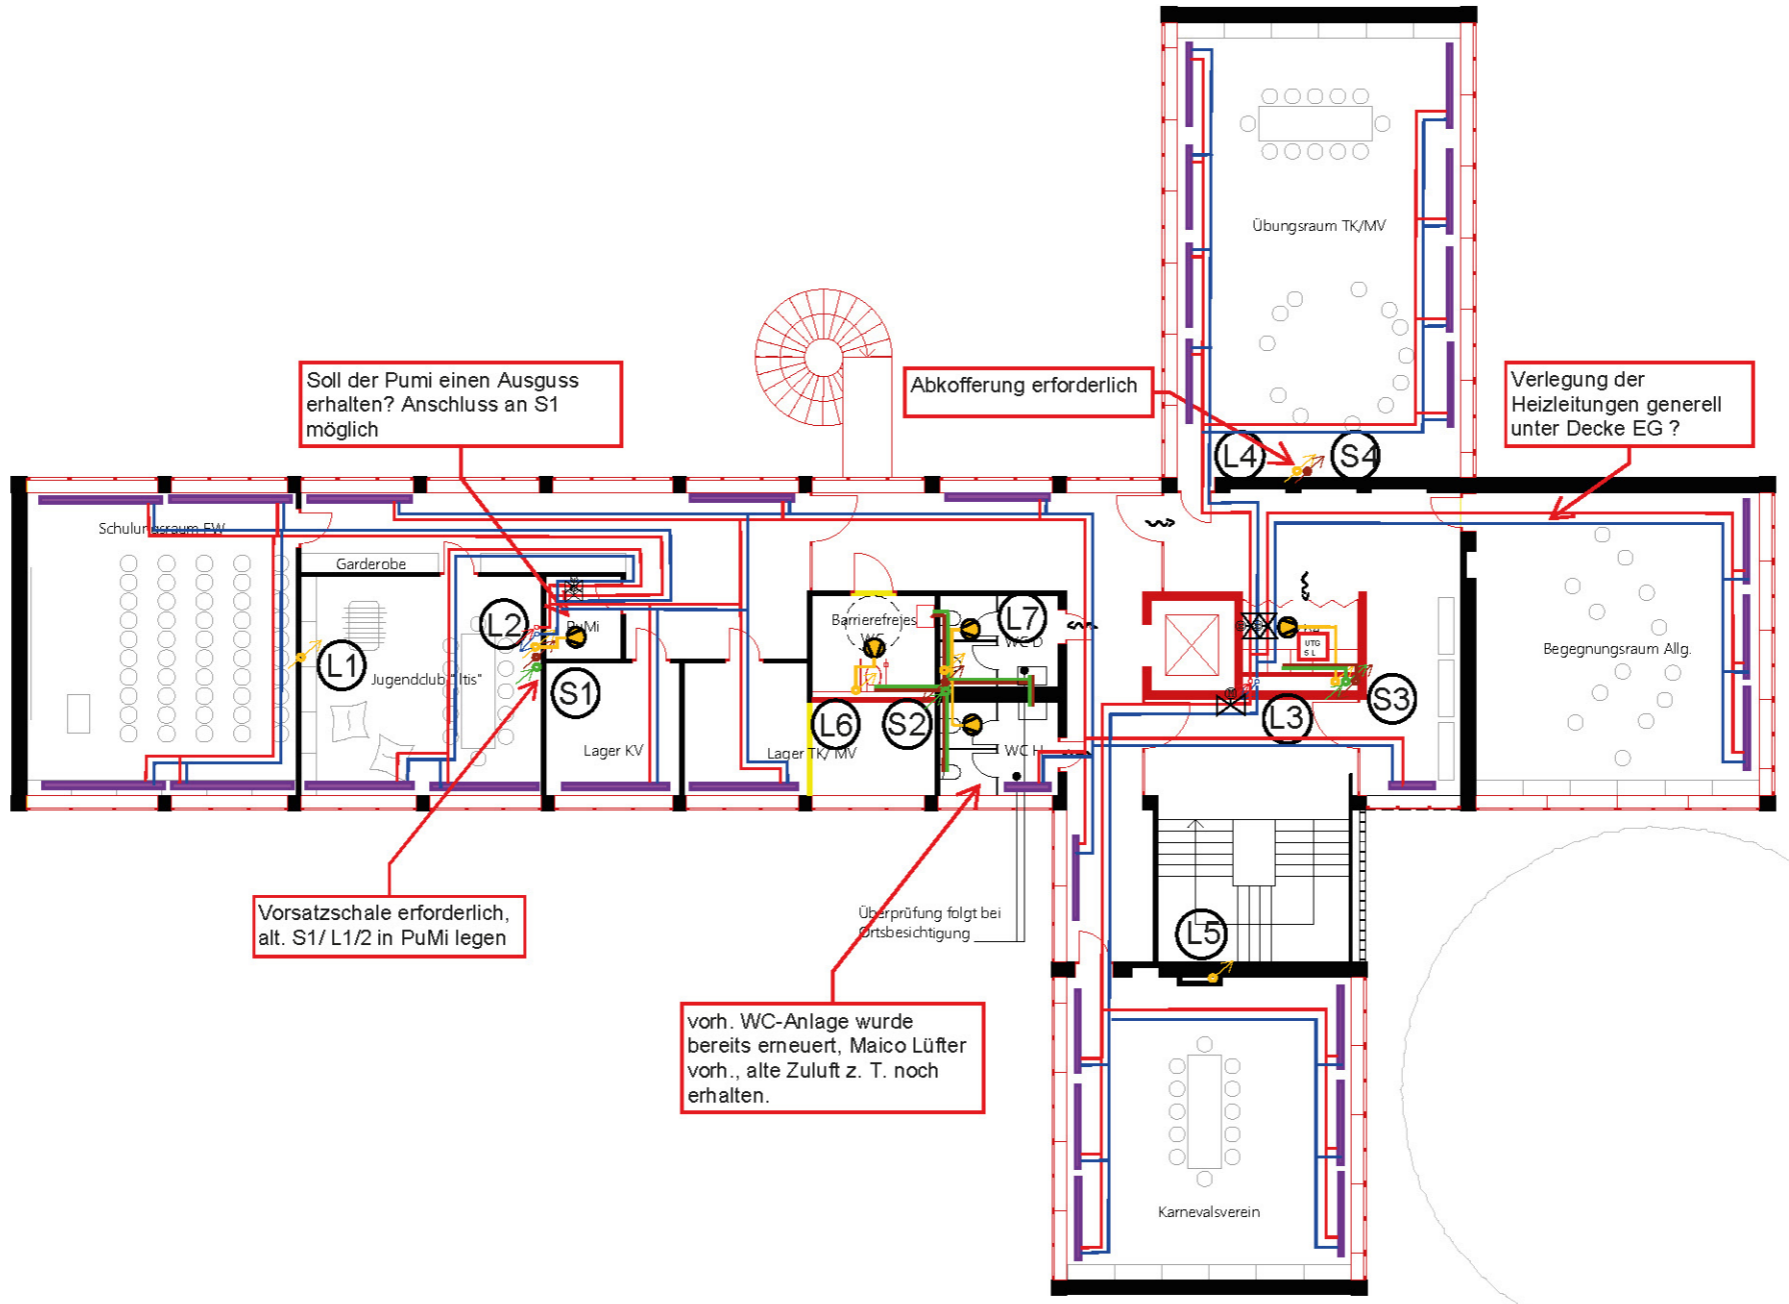 Übungsraum TK/MV
Soll der Pumi einen Ausguss
erhalten? Anschluss an S1
möglich
Abkofferung erforderlich
Verlegung der
Heizleitungen generell
unter Decke EG ?
L4
S4
Schulungsraum FW
Garderobe
L2
PuMi
Barrierefreies
WC
L7
WC D
UTG
5 L
Begegnungsraum Allg.
L1
Jugendclub "Iltis"
S1
L6
S2
L3
S3
Lager KV
Lager TK/ MV
WC H
Vorsatzschale erforderlich,
alt. S1/ L1/2 in PuMi legen
Überprüfung folgt bei
Ortsbesichtigung
L5
vorh. WC-Anlage wurde
bereits erneuert, Maico Lüfter
vorh., alte Zuluft z. T. noch
erhalten.
Karnevalsverein